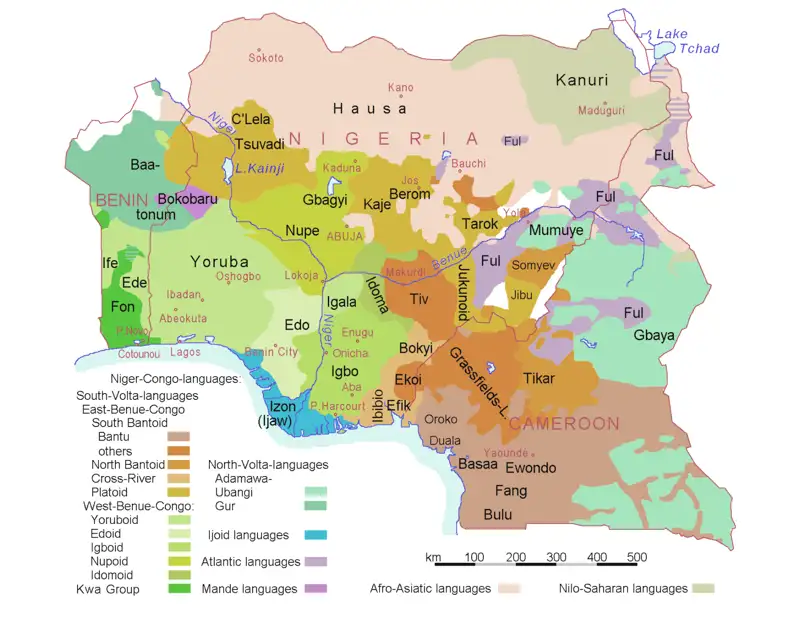 Lake
Tchad
Sokoto
Kanuri
Kano
Maduguri
Hausa
Niger
C'Lela
Tsuvadi
NIGERIA
Ful
Ful
Baa-
L.Kainji
Kaduna
Bauchi
Jos
Gbagyi
Berom
Kaje
Ful
BENIN
Bokobaru
tonum
Yola
Tarok
Mumuye
Nupe
ABUJA
Benue
Yoruba
Ife
Ede
Oshogbo
Lokoja
Makurdi
Ful
Somyev
Jukunoid
Idoma
Igala
Tiv
Jibu
Fon
Ibadan
Abeokuta
Edo
Niger
Enugu
Ful
Gbaya
P.Novo
Cotounou
Lagos
Benin City
Onicha
Bokyi
Igbo
Grassfields-L.
Aba
Ekoi
Tikar
Izon
(Ijaw)
P.Harcourt
Ibibio
Efik
Oroko
CAMEROON
Duala
Yaounde
Basaa
Ewondo
Fang
Bulu
Niger-Congo-languages:
South-Volta-languages
East-Benue-Congo
South Bantoid
Bantu
others
North Bantoid
Cross-River
Platoid
West-Benue-Congo:
Yoruboid
Edoid
Igboid
Nupoid
Idomoid
Kwa Group
North-Volta-languages
Adamawa-
Ubangi
Gur
Ijoid languages
Atlantic languages
Mande languages
km 100 200 300 400 500
Afro-Asiatic languages
Nilo-Saharan languages